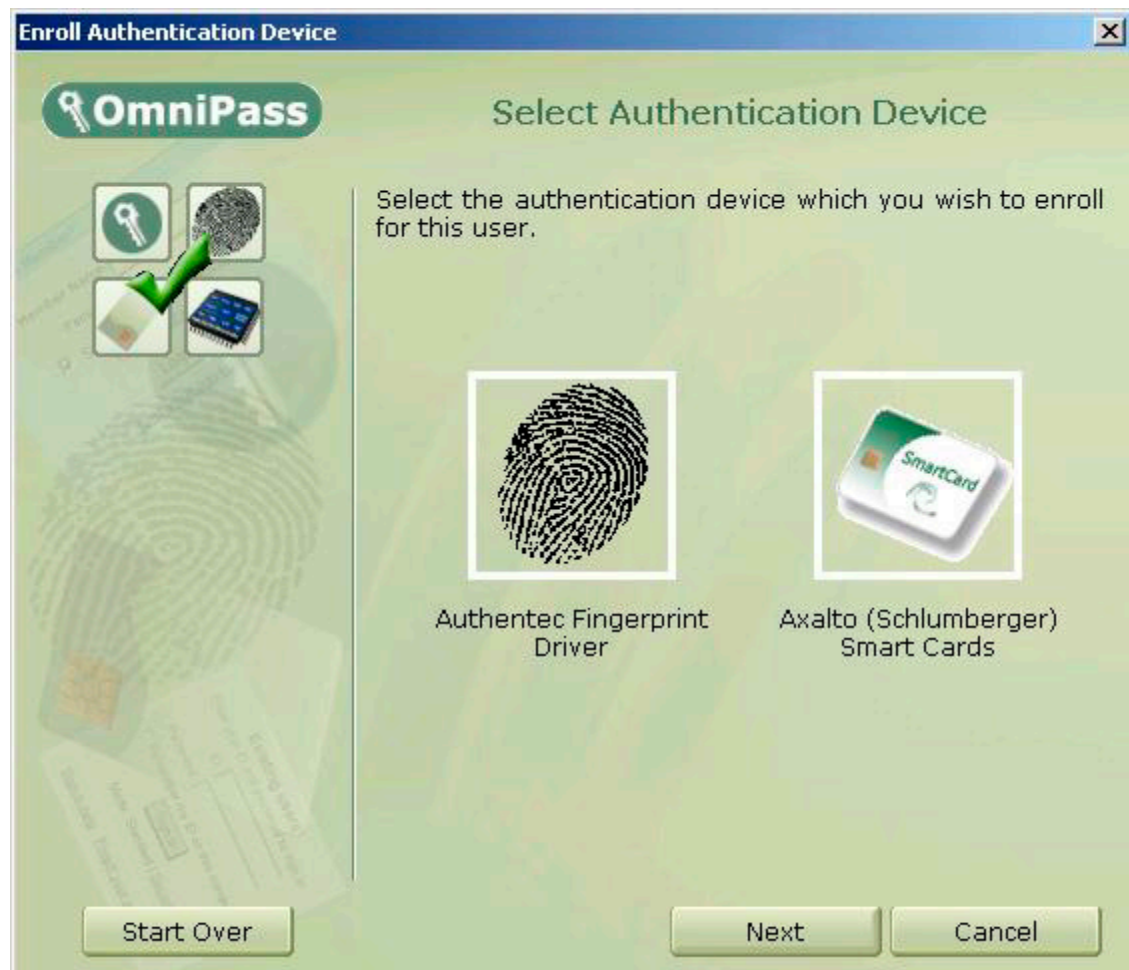 Enroll Authentication Device
OmniPass
Select Authentication Device
Select the authentication device which you wish to enroll
for this user.
SmartCard
Authentec Fingerprint
Driver
Axalto (Schlumberger)
Smart Cards
Start Over
Next
Cancel